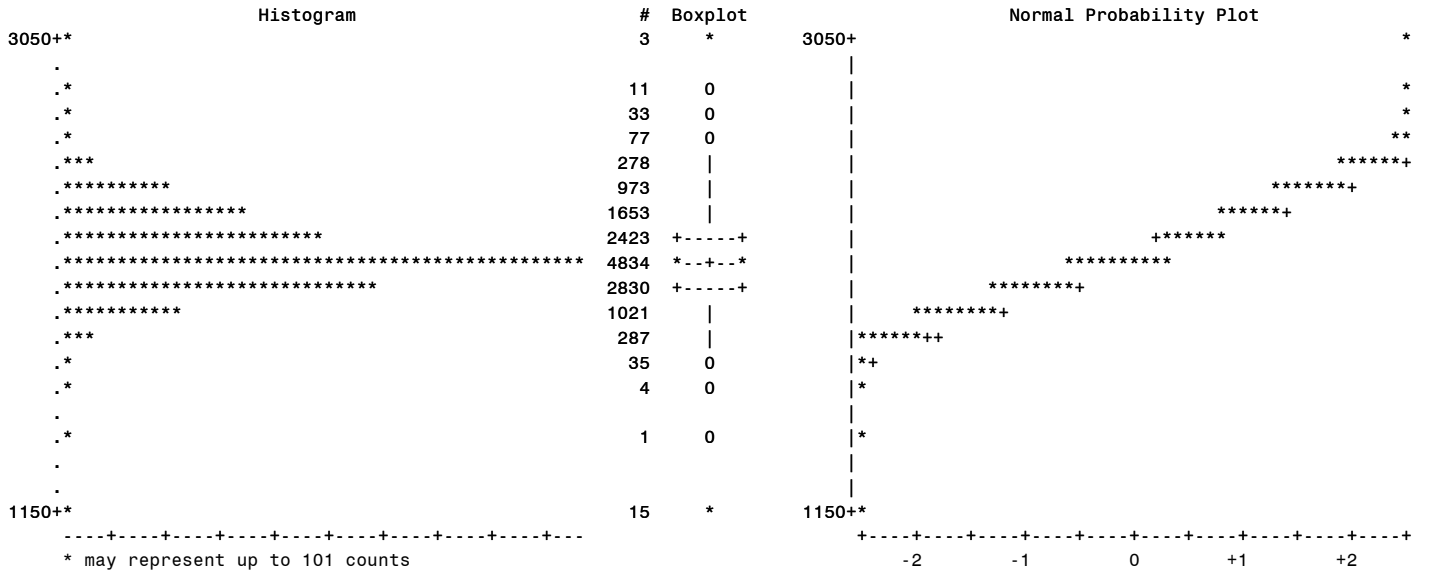 Histogram # Boxplot Normal Probability Plot
3050+* 3 * 3050+ *
. |
.* 11 0 | *
.* 33 0 | *
.* 77 0 | **
.*** 278 | | ******+
.********** 973 | | *******+
.***************** 1653 | | ******+
.************************ 2423 +-----+ | +******
.************************************************ 4834 *--+--* | **********
.***************************** 2830 +-----+ | ********+
.*********** 1021 | | ********+
.*** 287 | |******++
.* 35 0 |*+
.* 4 0 |*
. |
.* 1 0 |*
. |
. |
1150+* 15 * 1150+*
----+----+----+----+----+----+----+----+----+--- +----+----+----+----+----+----+----+----+----+----+
* may represent up to 101 counts -2 -1 0 +1 +2